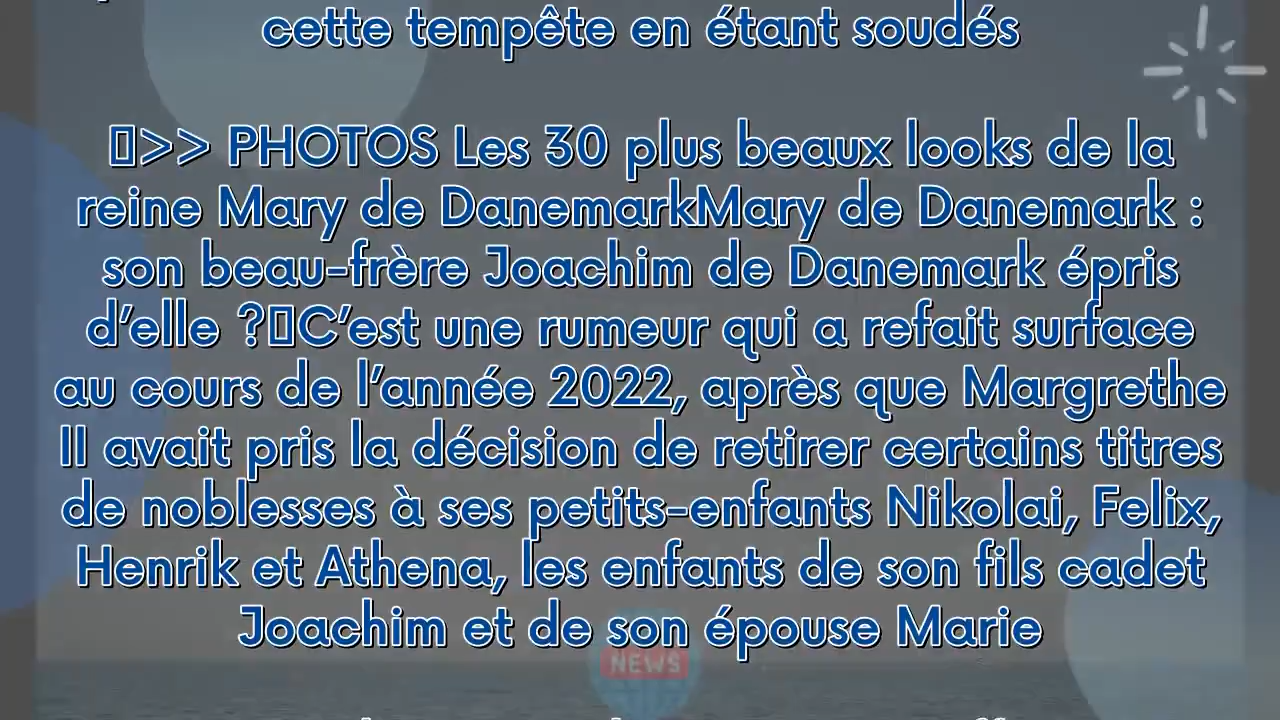 cette tempête en étant soudés
>> PHOTOS Les 30 plus beaux looks de la
reine Mary de DanemarkMary de Danemark :
son beau-frère Joachim de Danemark épris
d’elle ?C’est une rumeur qui a refait surface
au cours de l’année 2022, après que Margrethe
II avait pris la décision de retirer certains titres
de noblesses à ses petits-enfants Nikolai, Felix,
Henrik et Athena, les enfants de son fils cadet
Joachim et de son épouse Marie
NEWS